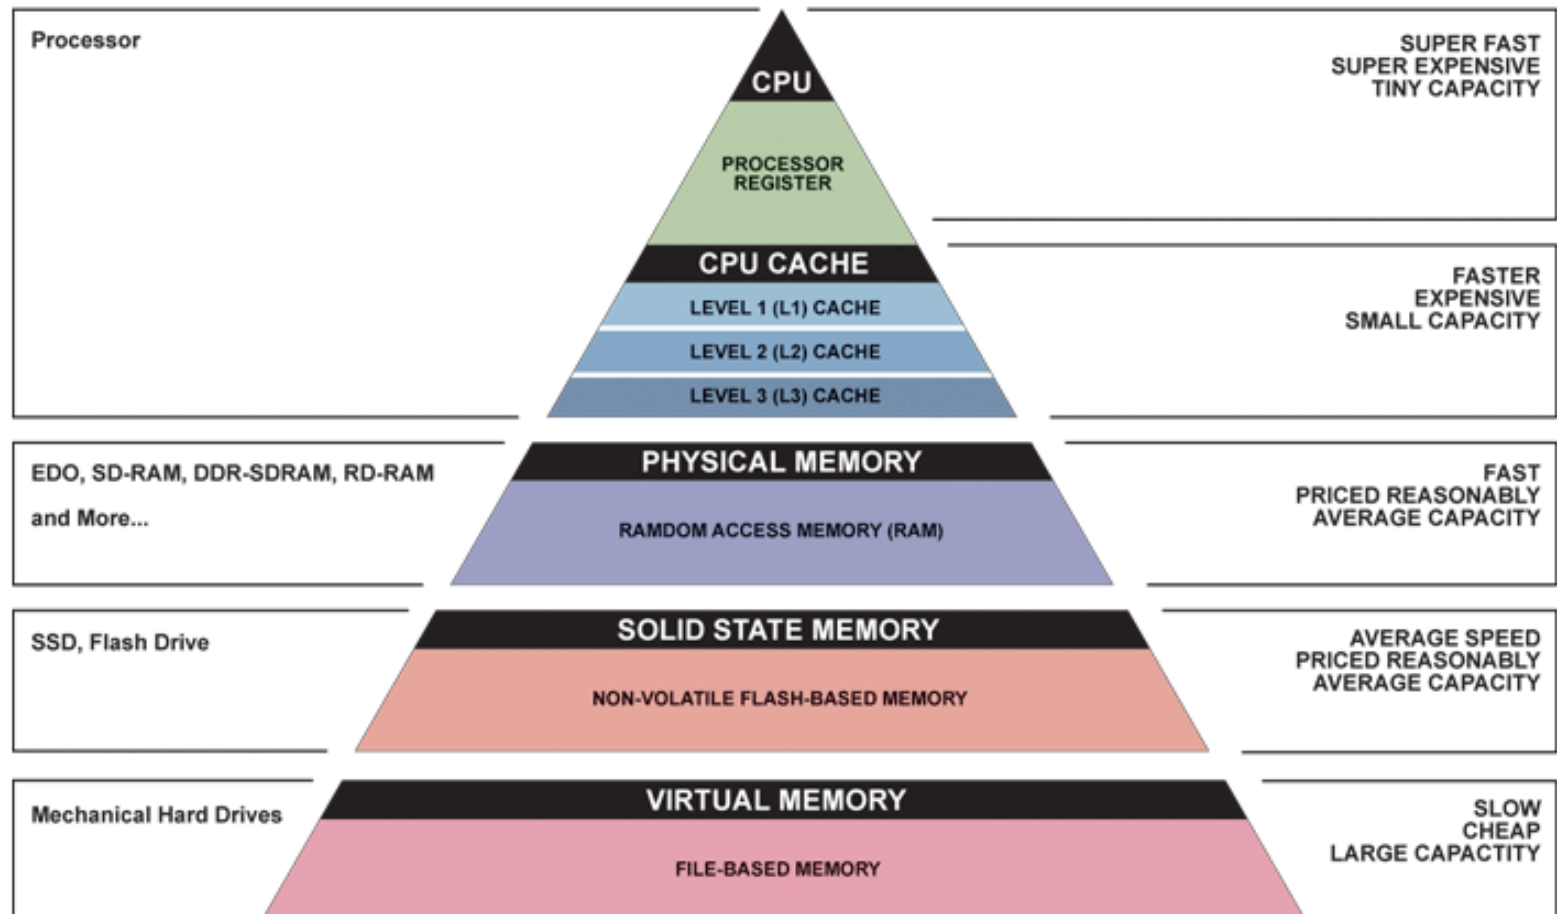 Processor
CPU
SUPER FAST
SUPER EXPENSIVE
TINY CAPACITY
PROCESSOR
REGISTER
CPU CACHE
FASTER
EXPENSIVE
SMALL CAPACITY
LEVEL 1 (L1) CACHE
LEVEL 2 (L2) CACHE
LEVEL 3 (L3) CACHE
EDO, SD-RAM, DDR-SDRAM, RD-RAM
and More...
PHYSICAL MEMORY
RAMDOM ACCESS MEMORY (RAM)
FAST
PRICED REASONABLY
AVERAGE CAPACITY
SSD, Flash Drive
SOLID STATE MEMORY
NON-VOLATILE FLASH-BASED MEMORY
AVERAGE SPEED
PRICED REASONABLY
AVERAGE CAPACITY
Mechanical Hard Drives
VIRTUAL MEMORY
FILE-BASED MEMORY
SLOW
CHEAP
LARGE CAPACTITY